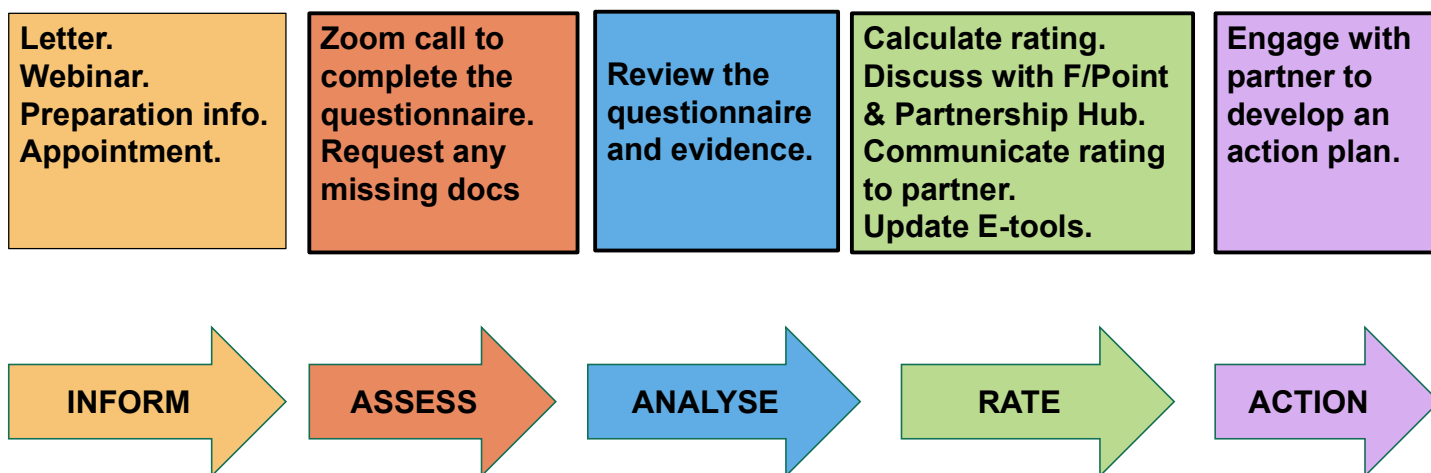 Letter.
Webinar.
Preparation info.
Appointment.
Zoom call to
complete the
questionnaire.
Request any
missing docs
Review the
questionnaire
and evidence.
Calculate rating.
Discuss with F/Point
& Partnership Hub.
Communicate rating
to partner.
Update E-tools.
Engage with
partner to
develop an
action plan.
INFORM
ASSESS
ANALYSE
RATE
ACTION